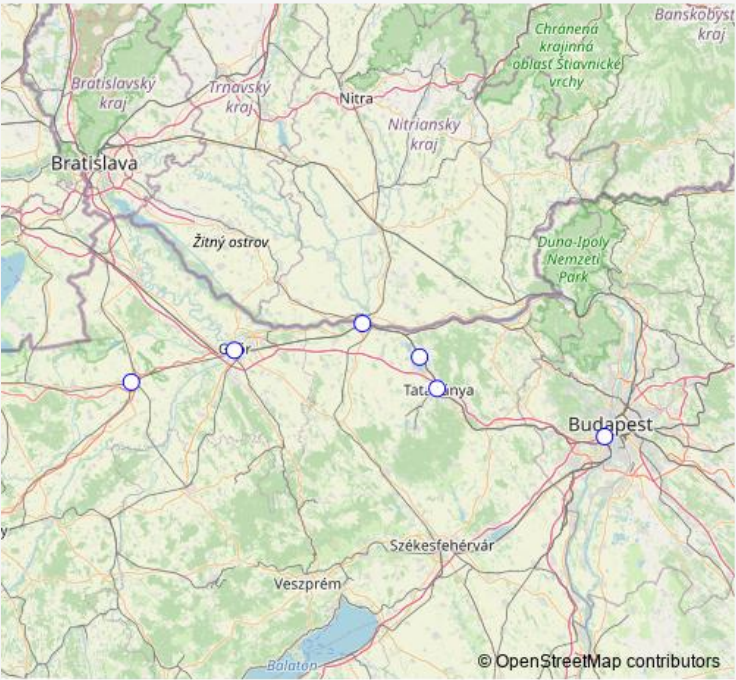 Banskobyst
kraj
Chránená
krajinná
oblasť Štiavnické
vrchy
Bratislavský
kraj
Trnavský
kraj
Nitra
Nitriansky
kraj
Bratislava
Žitný ostrov
Duna-Ipoly
Nemzeti
Park
Budapest
Székesfehérvár
Veszprém
Balaton
y
© OpenStreetMap contributors